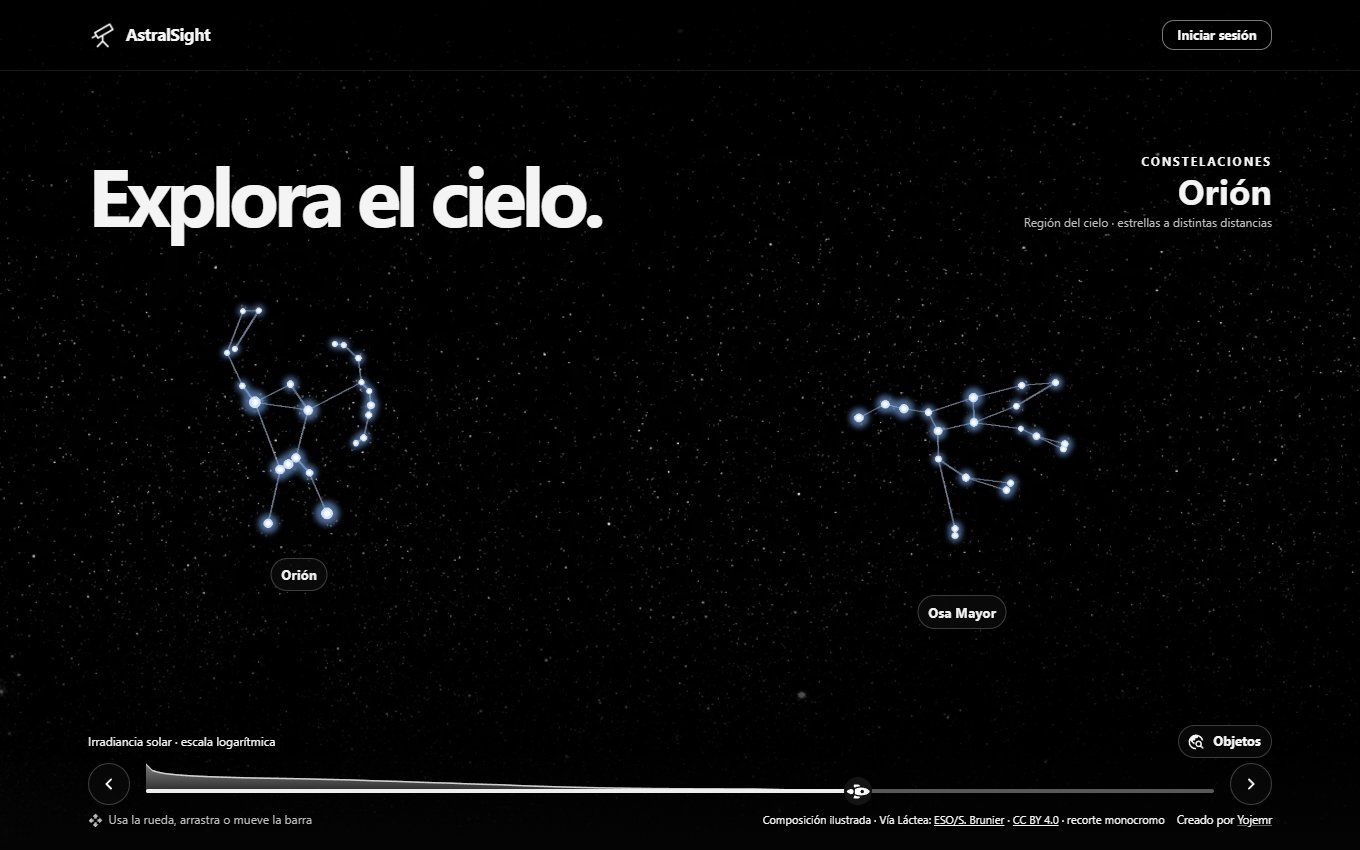 AstralSight
Iniciar sesión
Explora el cielo.
CONSTELACIONES
Orión
Región del cielo · estrellas a distintas distancias
Orión
Osa Mayor
Irradiancia solar · escala logarítmica
Objetos
Usa la rueda, arrastra o mueve la barra
Composición ilustrada · Vía Láctea: ESO/S. Brunier · CC BY 4.0 · recorte monocromo
Creado por Yojemr